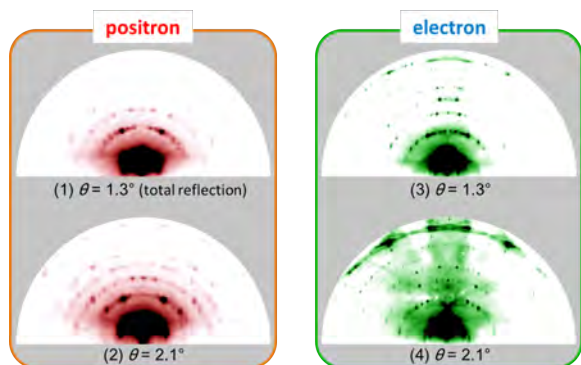 positron
electron
(1) θ = 1.3° (total reflection)
(3) θ = 1.3°
(2) θ = 2.1°
(4) θ = 2.1°